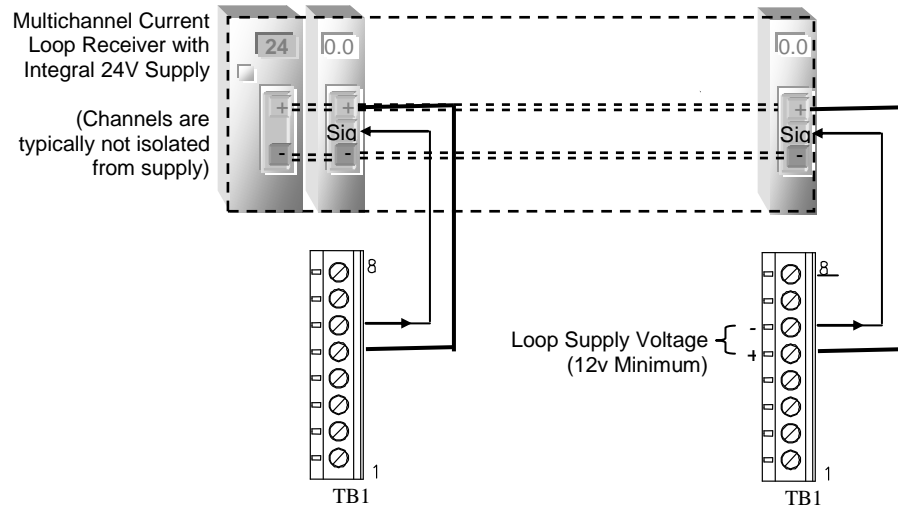 Multichannel Current
Loop Receiver with
Integral 24V Supply
(Channels are
typically not isolated
from supply)
24
0.0
0.0
+
+
+
Sig
Sig
-
-
-
8
8
Loop Supply Voltage
(12v Minimum)
-
+
1
1
TB1
TB1